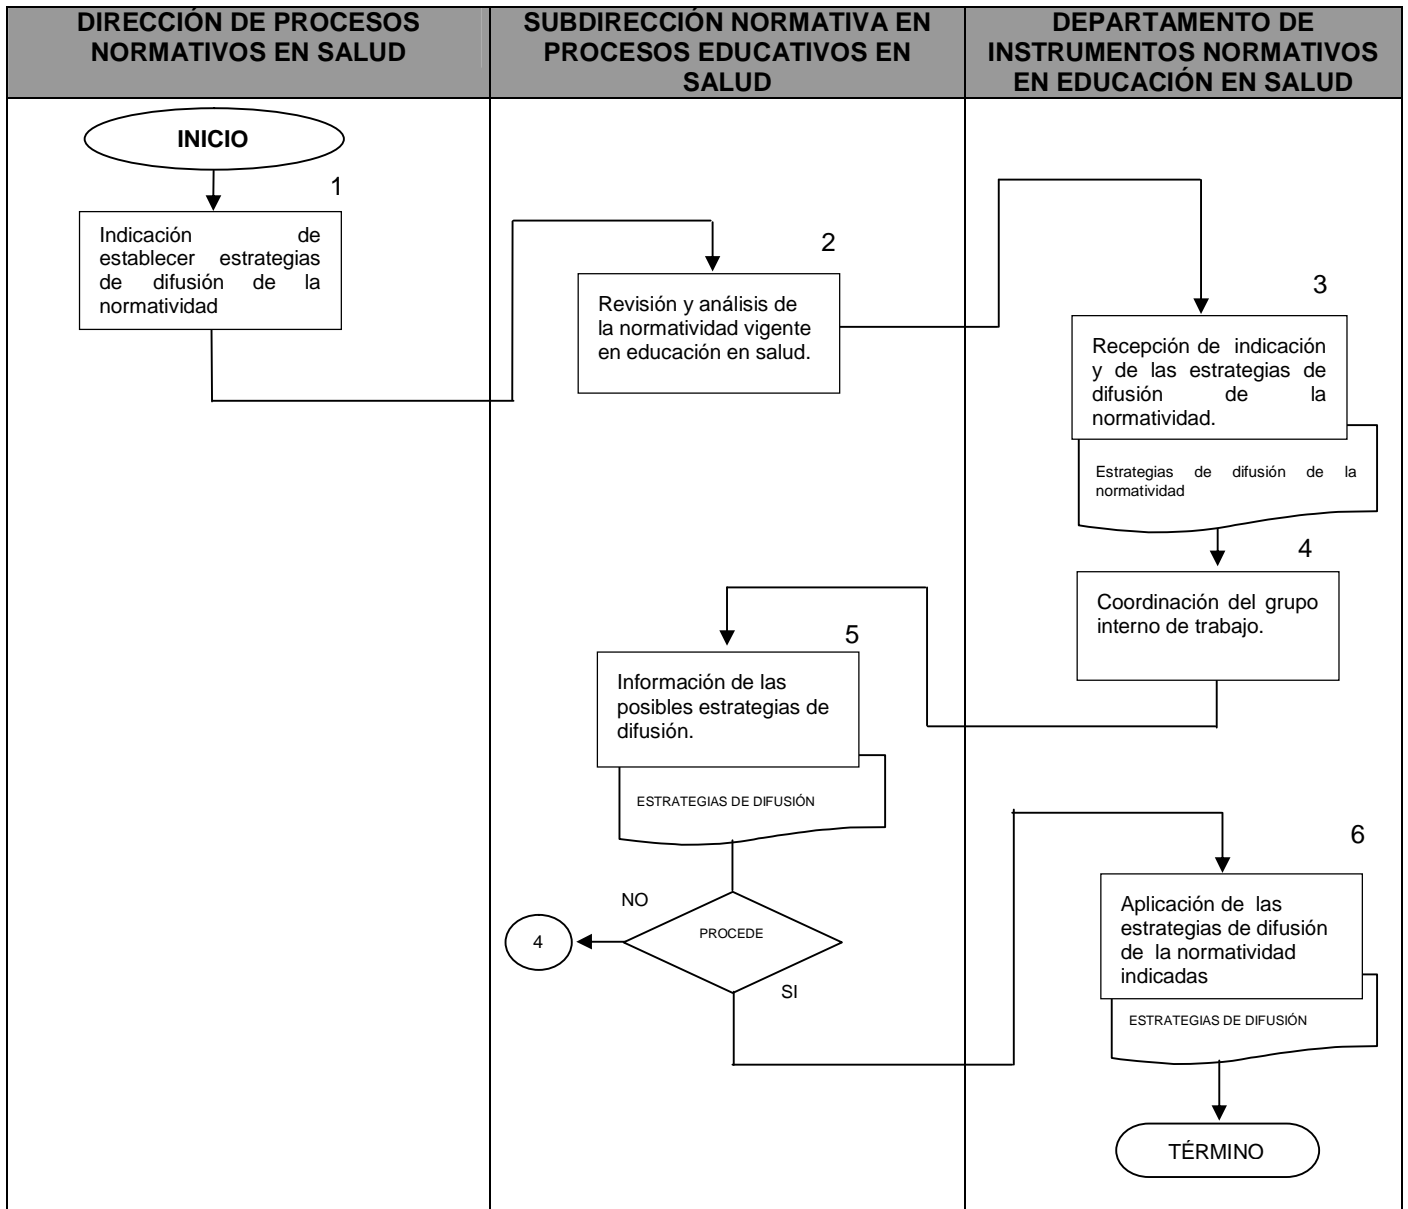 DIRECCIÓN DE PROCESOS
NORMATIVOS EN SALUD
SUBDIRECCIÓN NORMATIVA EN
PROCESOS EDUCATIVOS EN
SALUD
DEPARTAMENTO DE
INSTRUMENTOS NORMATIVOS
EN EDUCACIÓN EN SALUD
INICIO
1
Indicación de
establecer estrategias
de difusión de la
normatividad
2
Revisión y análisis de
la normatividad vigente
en educación en salud.
3
Recepción de indicación
y de las estrategias de
difusión de la
normatividad.
Estrategias de difusión de la
normatividad
4
Coordinación del grupo
interno de trabajo.
5
Información de las
posibles estrategias de
difusión.
ESTRATEGIAS DE DIFUSIÓN
NO
PROCEDE
4
SI
6
Aplicación de las
estrategias de difusión
de la normatividad
indicadas
ESTRATEGIAS DE DIFUSIÓN
TÉRMINO